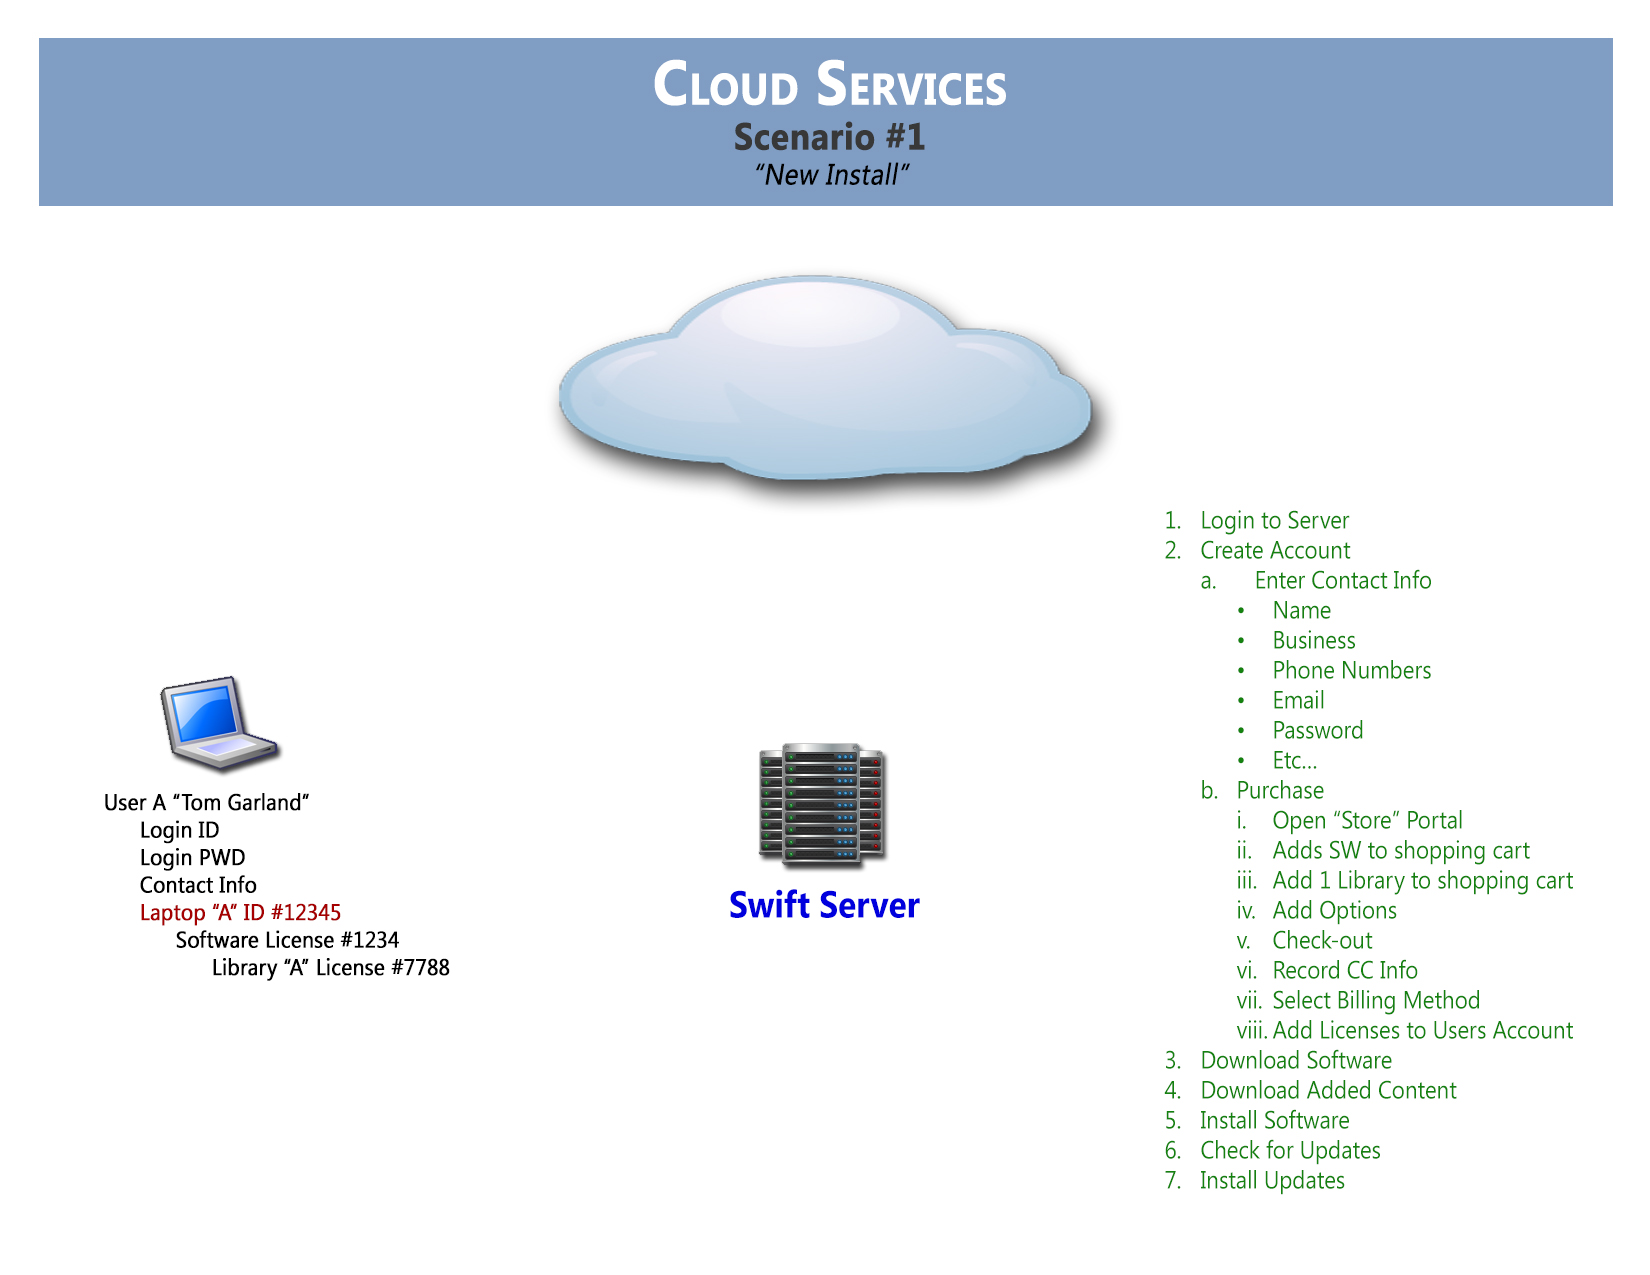 CLOUD SERVICES
Scenario #1
“New Install”
1. Login to Server
2. Create Account
a. Enter Contact Info
• Name
• Business
• Phone Numbers
• Email
• Password
• Etc...
b. Purchase
i. Open “Store” Portal
ii. Adds SW to shopping cart
iii. Add 1 Library to shopping cart
iv. Add Options
v. Check-out
vi. Record CC Info
vii. Select Billing Method
viii. Add Licenses to Users Account
3. Download Software
4. Download Added Content
5. Install Software
6. Check for Updates
7. Install Updates
User A “Tom Garland”
Login ID
Login PWD
Contact Info
Laptop “A” ID #12345
Software License #1234
Library “A” License #7788
Swift Server